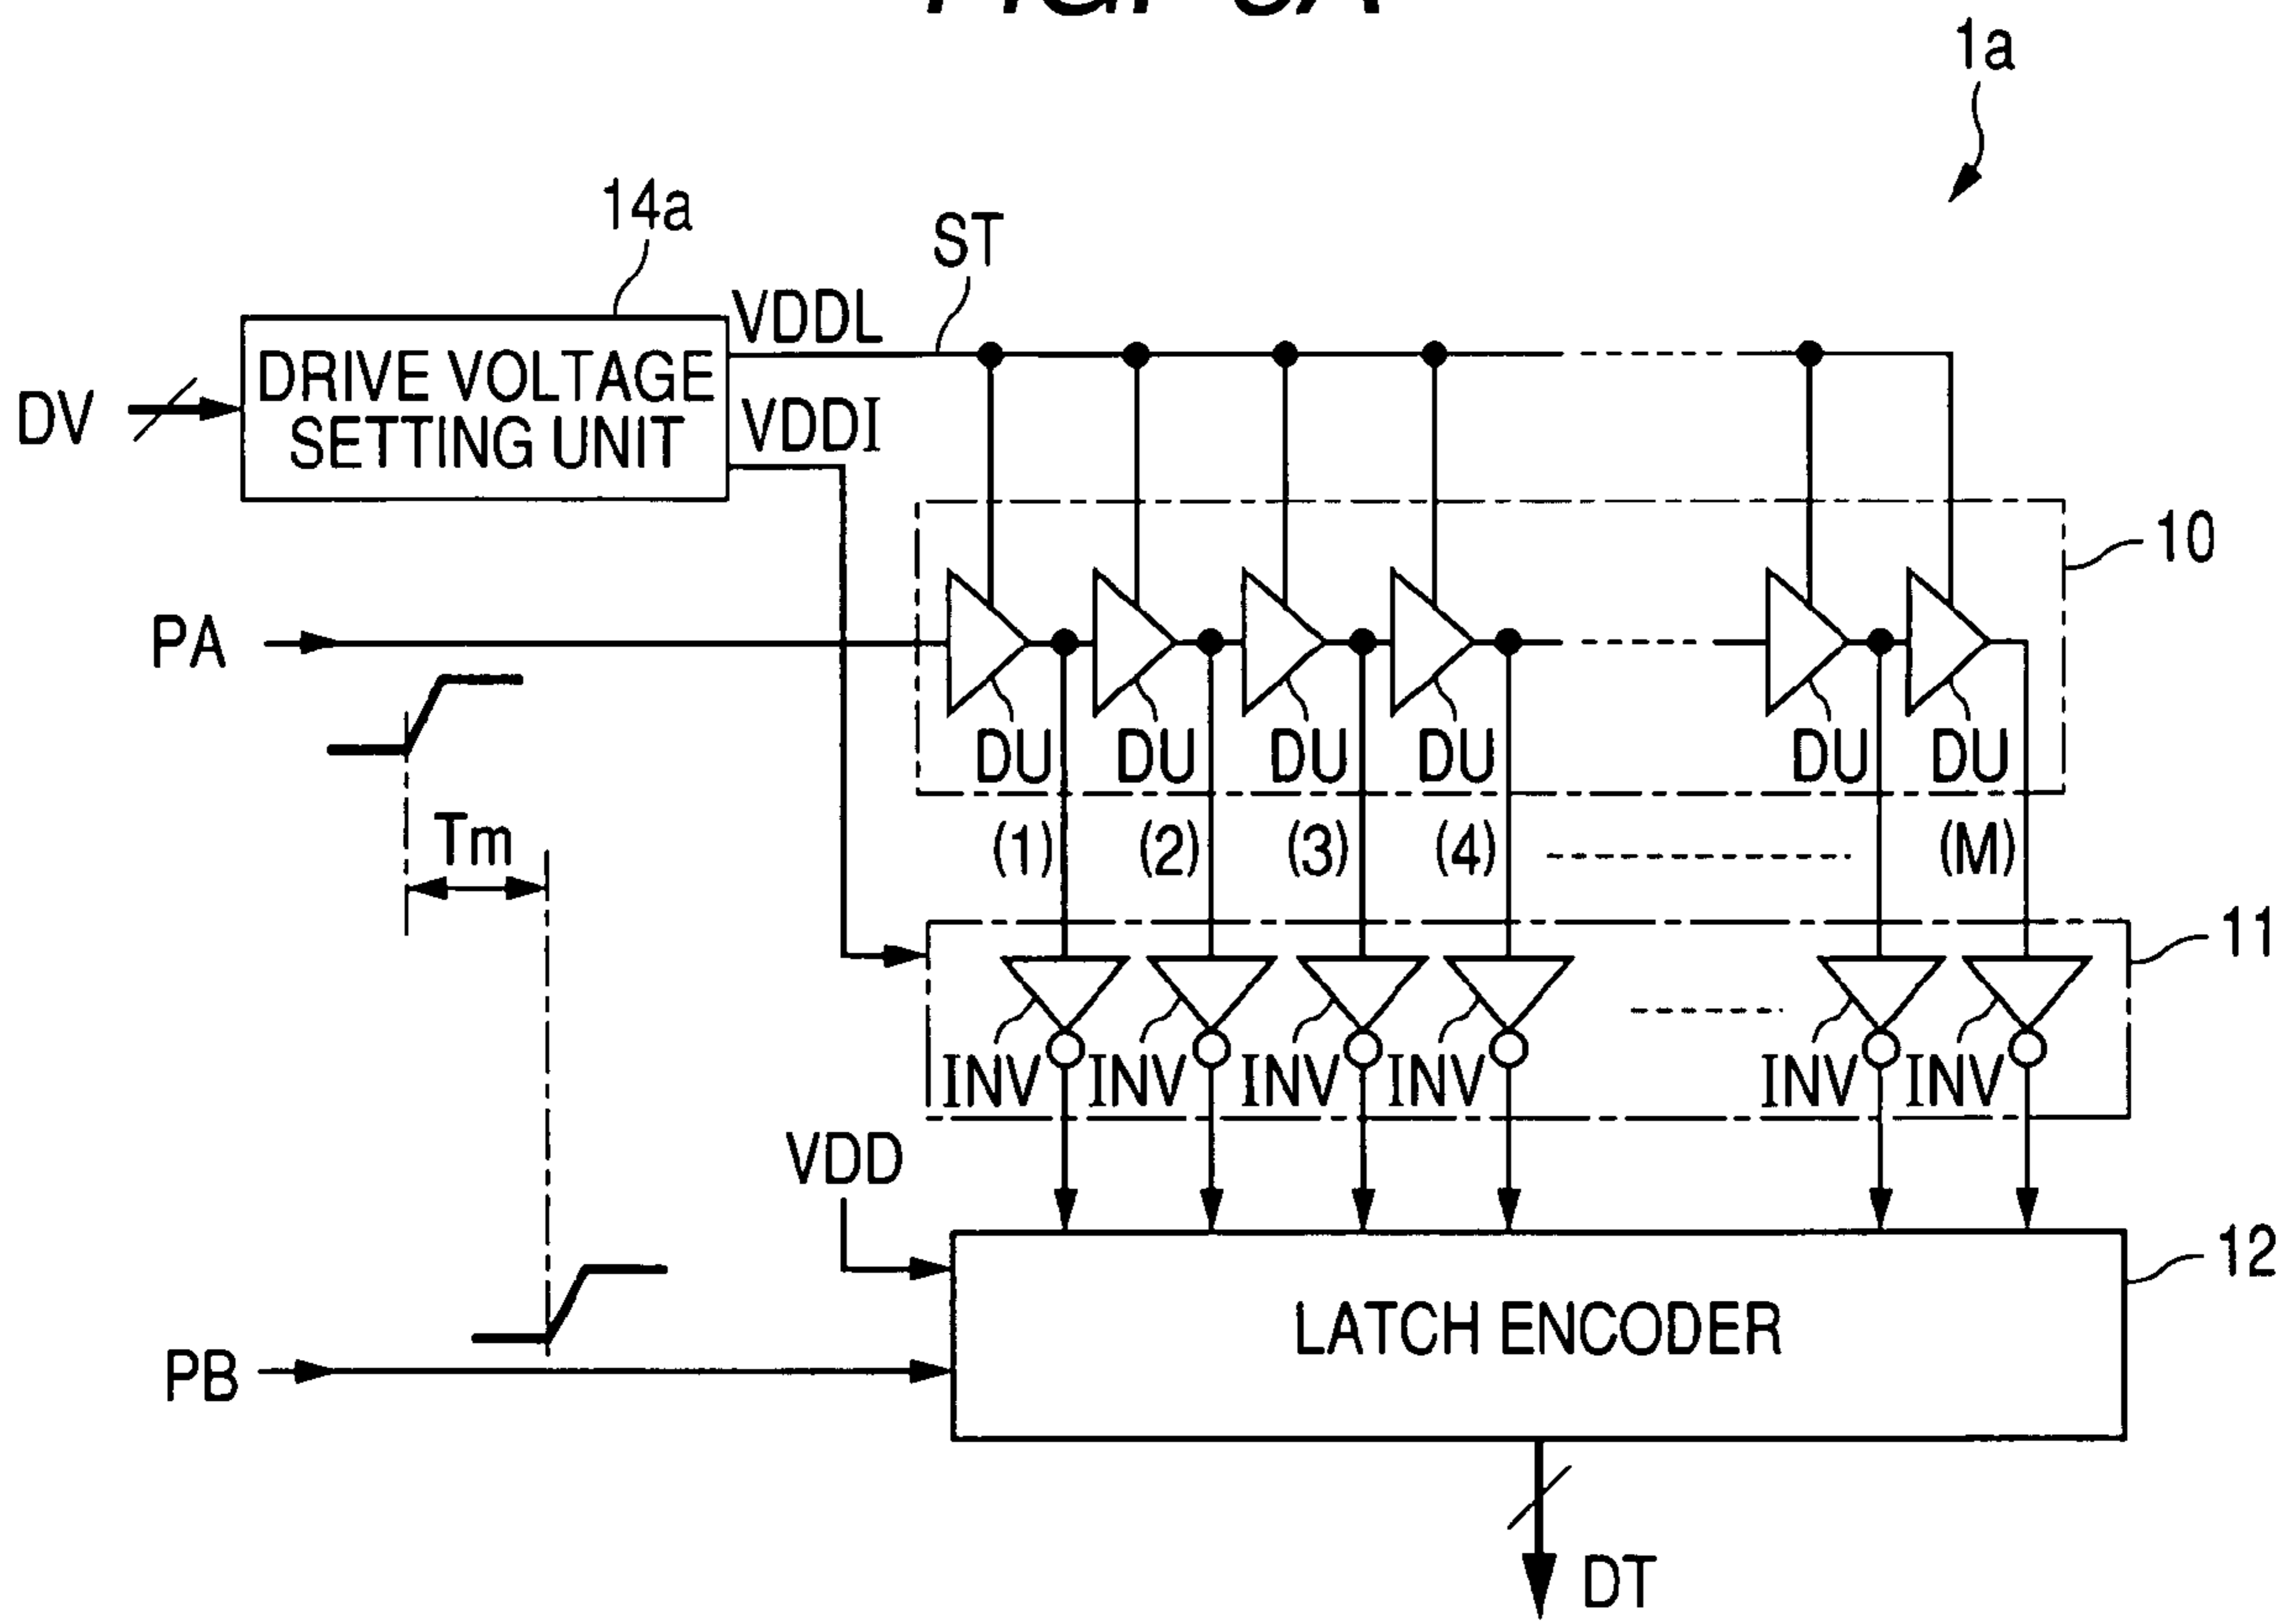 1a
14a
ST
VDDL
DRIVE VOLTAGE
SETTING UNIT
DV
VDDI
10
PA
DU DU DU DU DU DU
Tm
(1) (2) (3) (4) (M)
11
INV INV INV INV INV INV
VDD
12
LATCH ENCODER
PB
DT